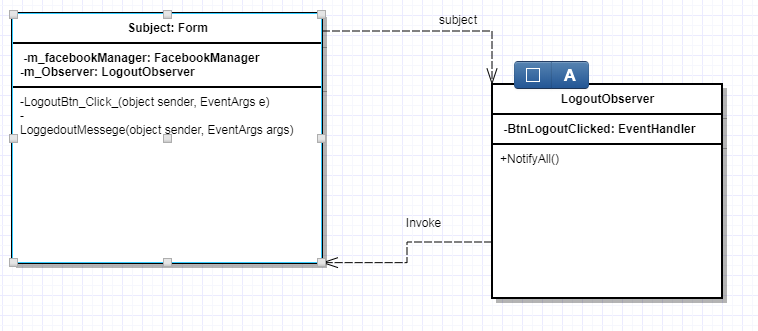 subject
Subject: Form
-m_facebookManager: FacebookManager
-m_Observer: LogoutObserver
-LogoutBtn_Click_(object sender, EventArgs e)
-
LoggedoutMessege(object sender, EventArgs args)
A
LogoutObserver
-BtnLogoutClicked: EventHandler
+NotifyAll()
Invoke